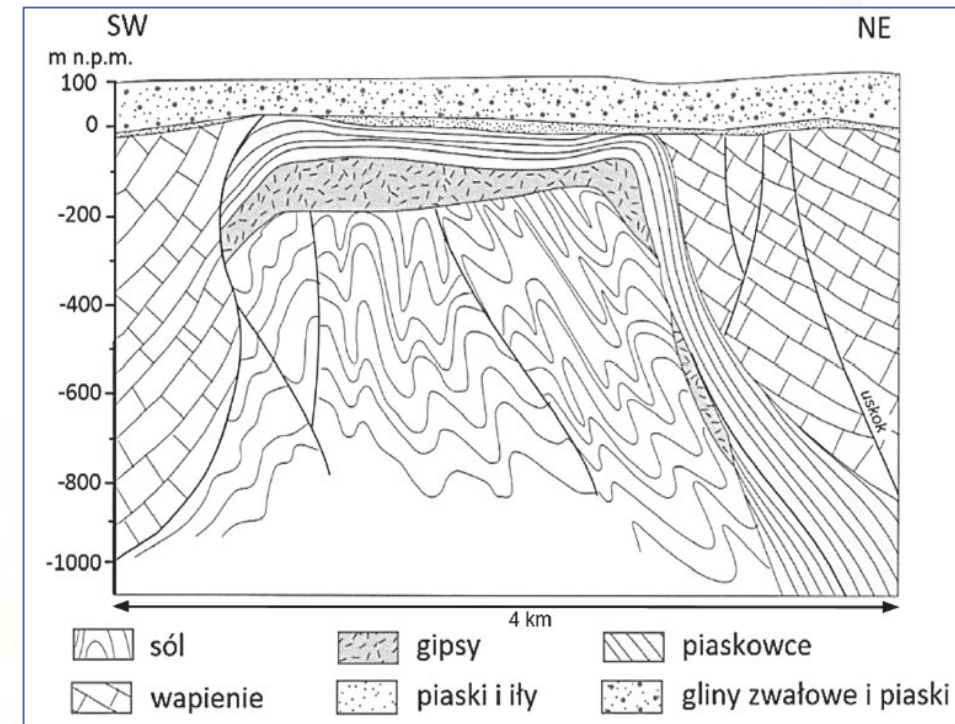 SW
NE
m n.p.m.
100
0
-200
-400
-600
-800
-1000
uskok
4 km
sól
gipsy
piaskowce
wapienie
piaski i iły
gliny zwałowe i piaski